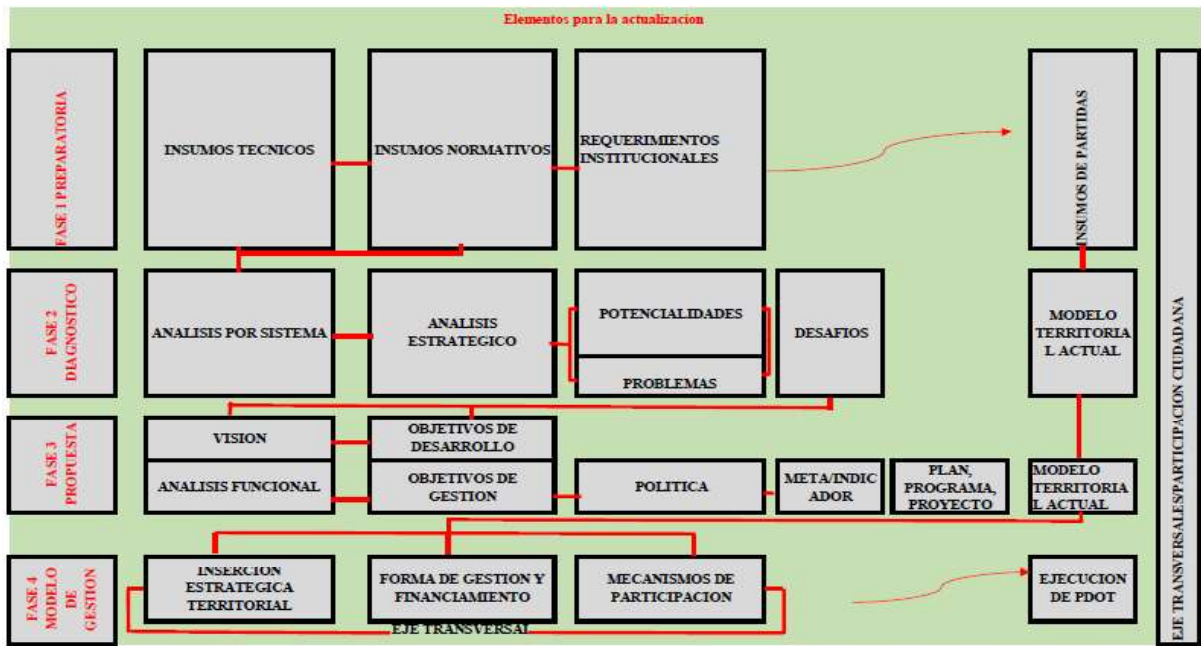 Elementos para la actualizacion
FASE 1 PREPARATORIA
INSUMOS TECNICOS
INSUMOS NORMATIVOS
REQUERIMIENTOS
INSTITUCIONALES
INSUMOS DE PARTIDAS
FASE 2
DIAGNOSTICO
ANALISIS POR SISTEMA
ANALISIS
ESTRATEGICO
POTENCIALIDADES
PROBLEMAS
DESAFIOS
MODELO
TERRITORIA
L ACTUAL
FASE 3
PROPUESTA
VISION
OBJETIVOS DE
DESARROLLO
ANALISIS FUNCIONAL
OBJETIVOS DE
GESTION
POLITICA
META/INDIC
ADOR
PLAN,
PROGRAMA,
PROYECTO
MODELO
TERRITORIA
L ACTUAL
FASE 4
MODELO
DE
GESTION
INSERCION
ESTRATEGICA
TERRITORIAL
FORMA DE GESTION Y
FINANCIAMIENTO
MECANISMOS DE
PARTICIPACION
EJE TRANSVERSAL
EJECUCION
DE PDOT
EJE TRANSVERSALES/PARTICIPACION CIUDADANA